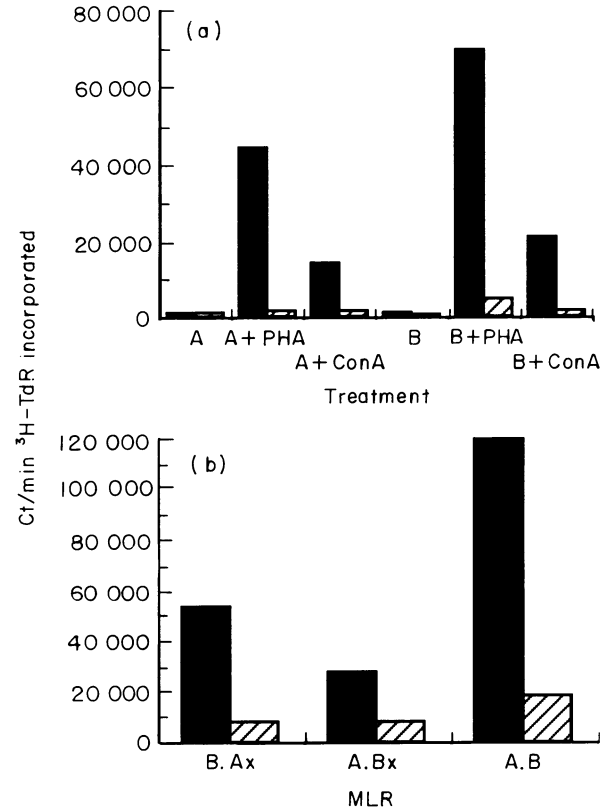 80 000
(a)
60 000
40 000
20 000
0
A A + PHA B B + PHA
A + ConA B + ConA
Treatment
Ct/min ³H-TdR incorporated
120 000
(b)
100 000
80 000
60 000
40 000
20 000
0
B. Ax A. Bx A. B
MLR